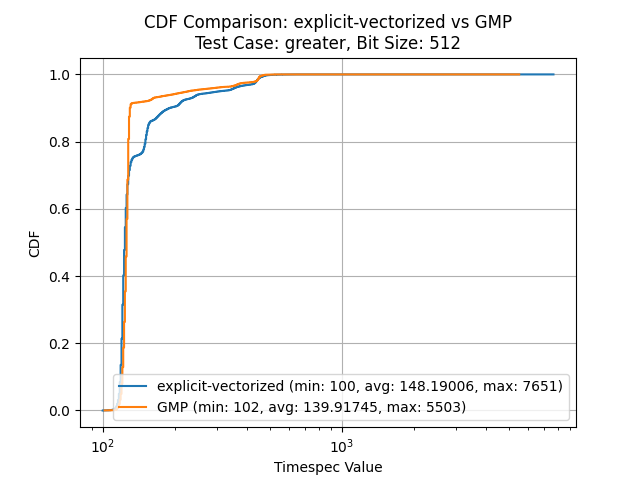 CDF Comparison: explicit-vectorized vs GMP
Test Case: greater, Bit Size: 512
CDF
1.0
0.8
0.6
0.4
0.2
0.0
explicit-vectorized (min: 100, avg: 148.19006, max: 7651)
GMP (min: 102, avg: 139.91745, max: 5503)
10²
10³
Timespec Value